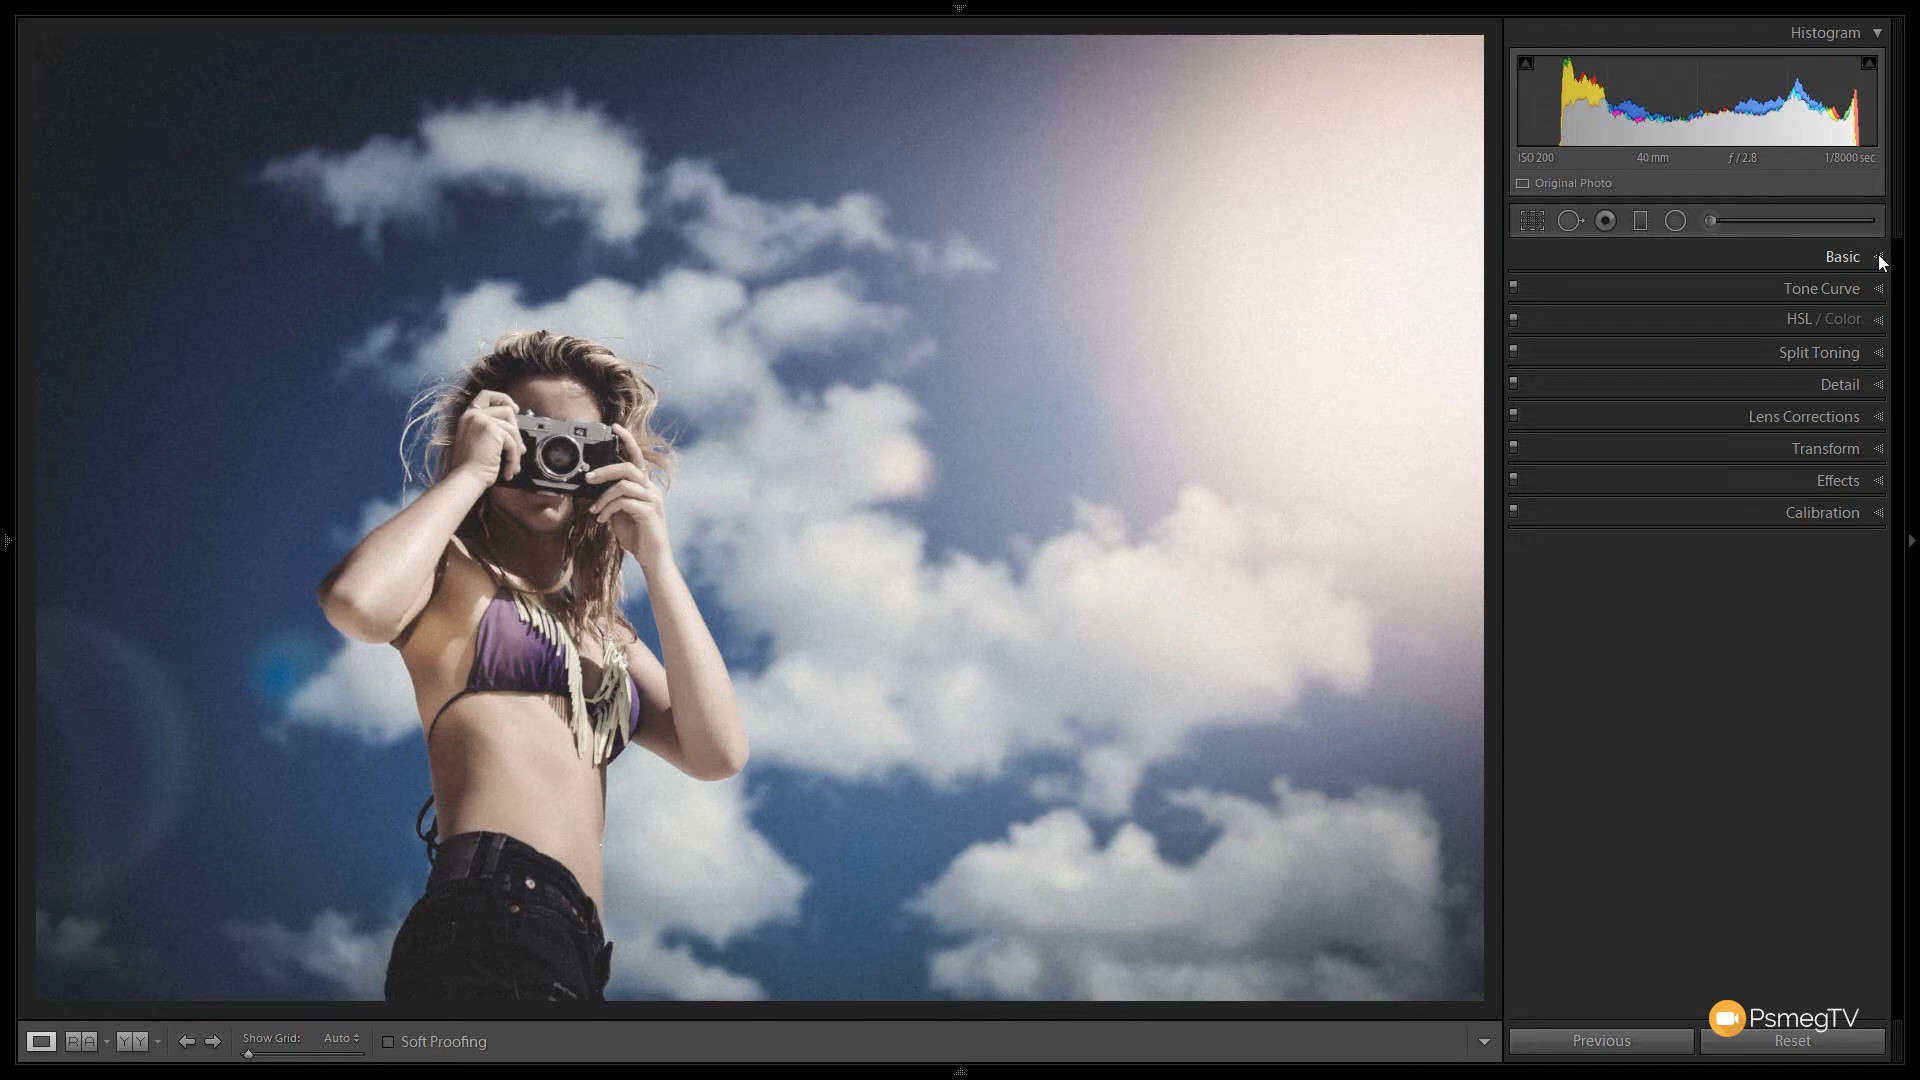 Histogram
ISO 200 40 mm ƒ / 2.8 1/8000 sec
Original Photo
Basic
Tone Curve
HSL / Color
Split Toning
Detail
Lens Corrections
Transform
Effects
Calibration
PsmegTV
Previous Reset
R A Y Y Show Grid: Auto Soft Proofing